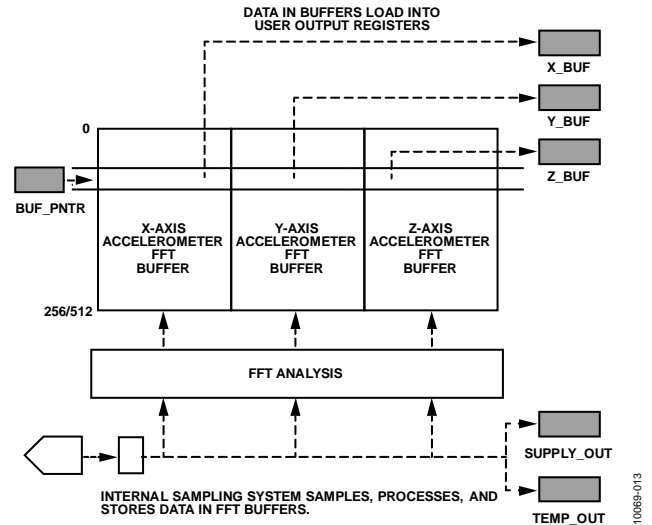 DATA IN BUFFERS LOAD INTO
USER OUTPUT REGISTERS
X_BUF
Y_BUF
0
Z_BUF
BUF_PNTR
X-AXIS
ACCELEROMETER
FFT
BUFFER
Y-AXIS
ACCELEROMETER
FFT
BUFFER
Z-AXIS
ACCELEROMETER
FFT
BUFFER
256/512
FFT ANALYSIS
SUPPLY_OUT
INTERNAL SAMPLING SYSTEM SAMPLES, PROCESSES, AND
STORES DATA IN FFT BUFFERS.
TEMP_OUT
10069-013